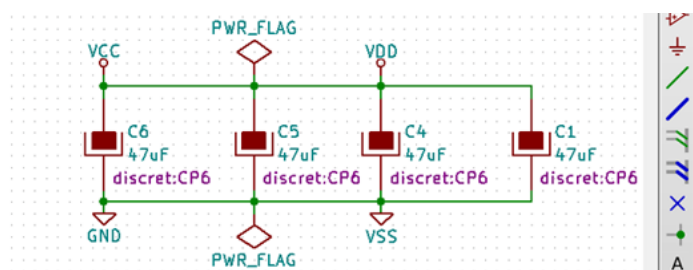 PWR_FLAG
VCC
VDD
C6
47uF
discret:CP6
C5
47uF
discret:CP6
C4
47uF
discret:CP6
C1
47uF
discret:CP6
GND
VSS
PWR_FLAG
A